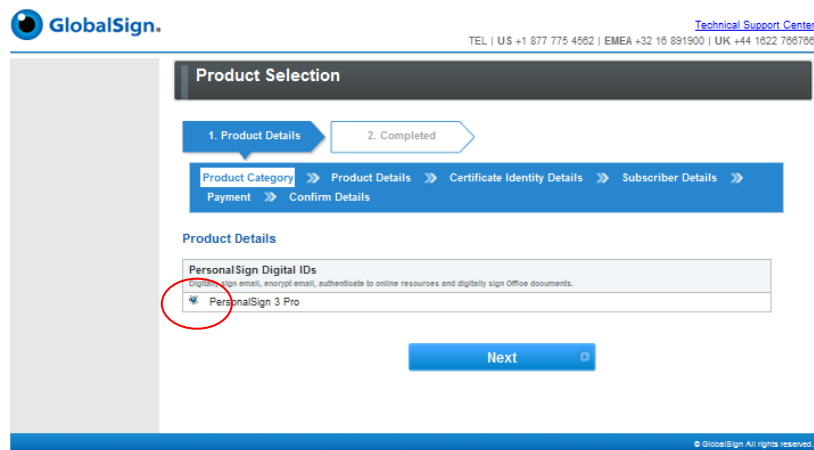 GlobalSign.
Technical Support Center
TEL | US +1 877 775 4562 | EMEA +32 16 891900 | UK +44 1622 766766
Product Selection
1. Product Details
2. Completed
Product Category » Product Details » Certificate Identity Details » Subscriber Details »
Payment » Confirm Details
Product Details
PersonalSign Digital IDs
Digitally sign email, encrypt email, authenticate to online resources and digitally sign Office documents.
PersonalSign 3 Pro
Next
© GlobalSign All rights reserved.